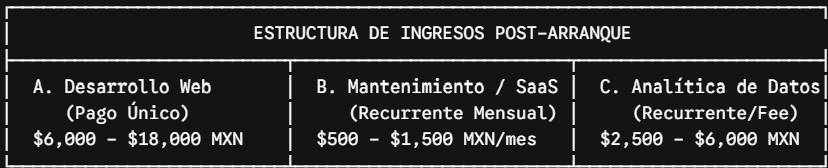 ESTRUCTURA DE INGRESOS POST-ARRANQUE
A. Desarrollo Web
(Pago Único)
$6,000 - $18,000 MXN
B. Mantenimiento / SaaS
(Recurrente Mensual)
$500 - $1,500 MXN/mes
C. Analítica de Datos
(Recurrente/Fee)
$2,500 - $6,000 MXN